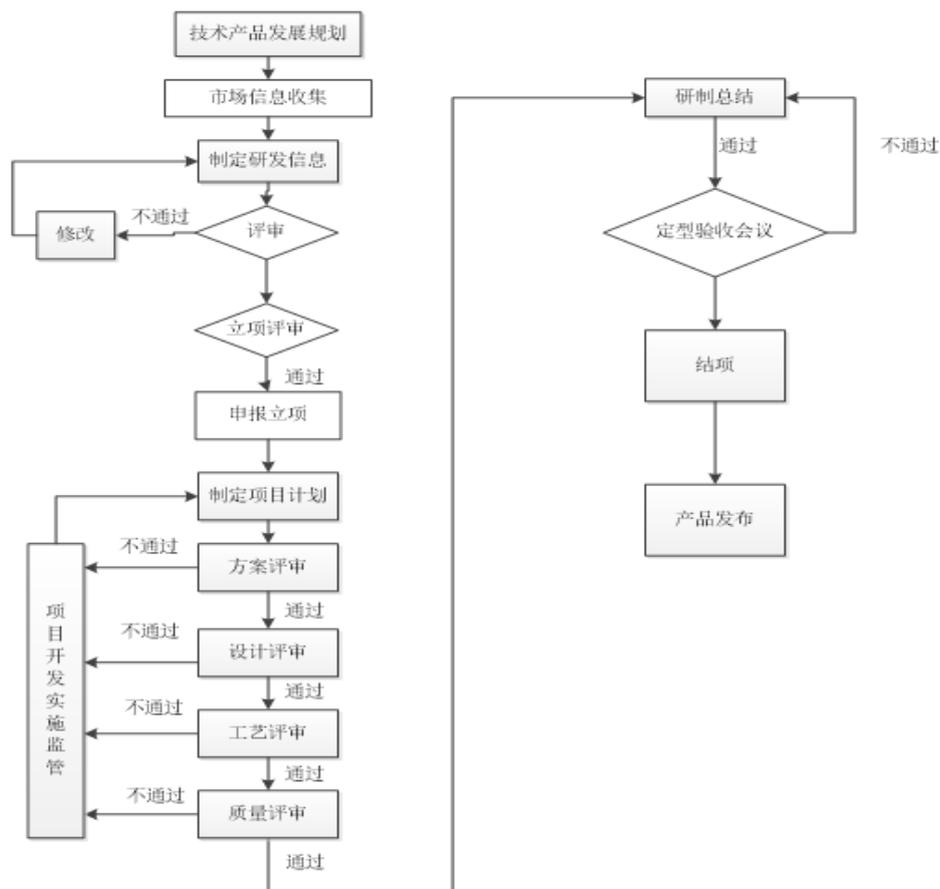 技术产品发展规划
市场信息收集
制定研发信息
不通过
修改
评审
立项评审
通过
申报立项
制定项目计划
不通过
方案评审
通过
不通过
设计评审
通过
不通过
工艺评审
通过
不通过
质量评审
通过
项目开发实施监管
研制总结
通过
不通过
定型验收会议
结项
产品发布